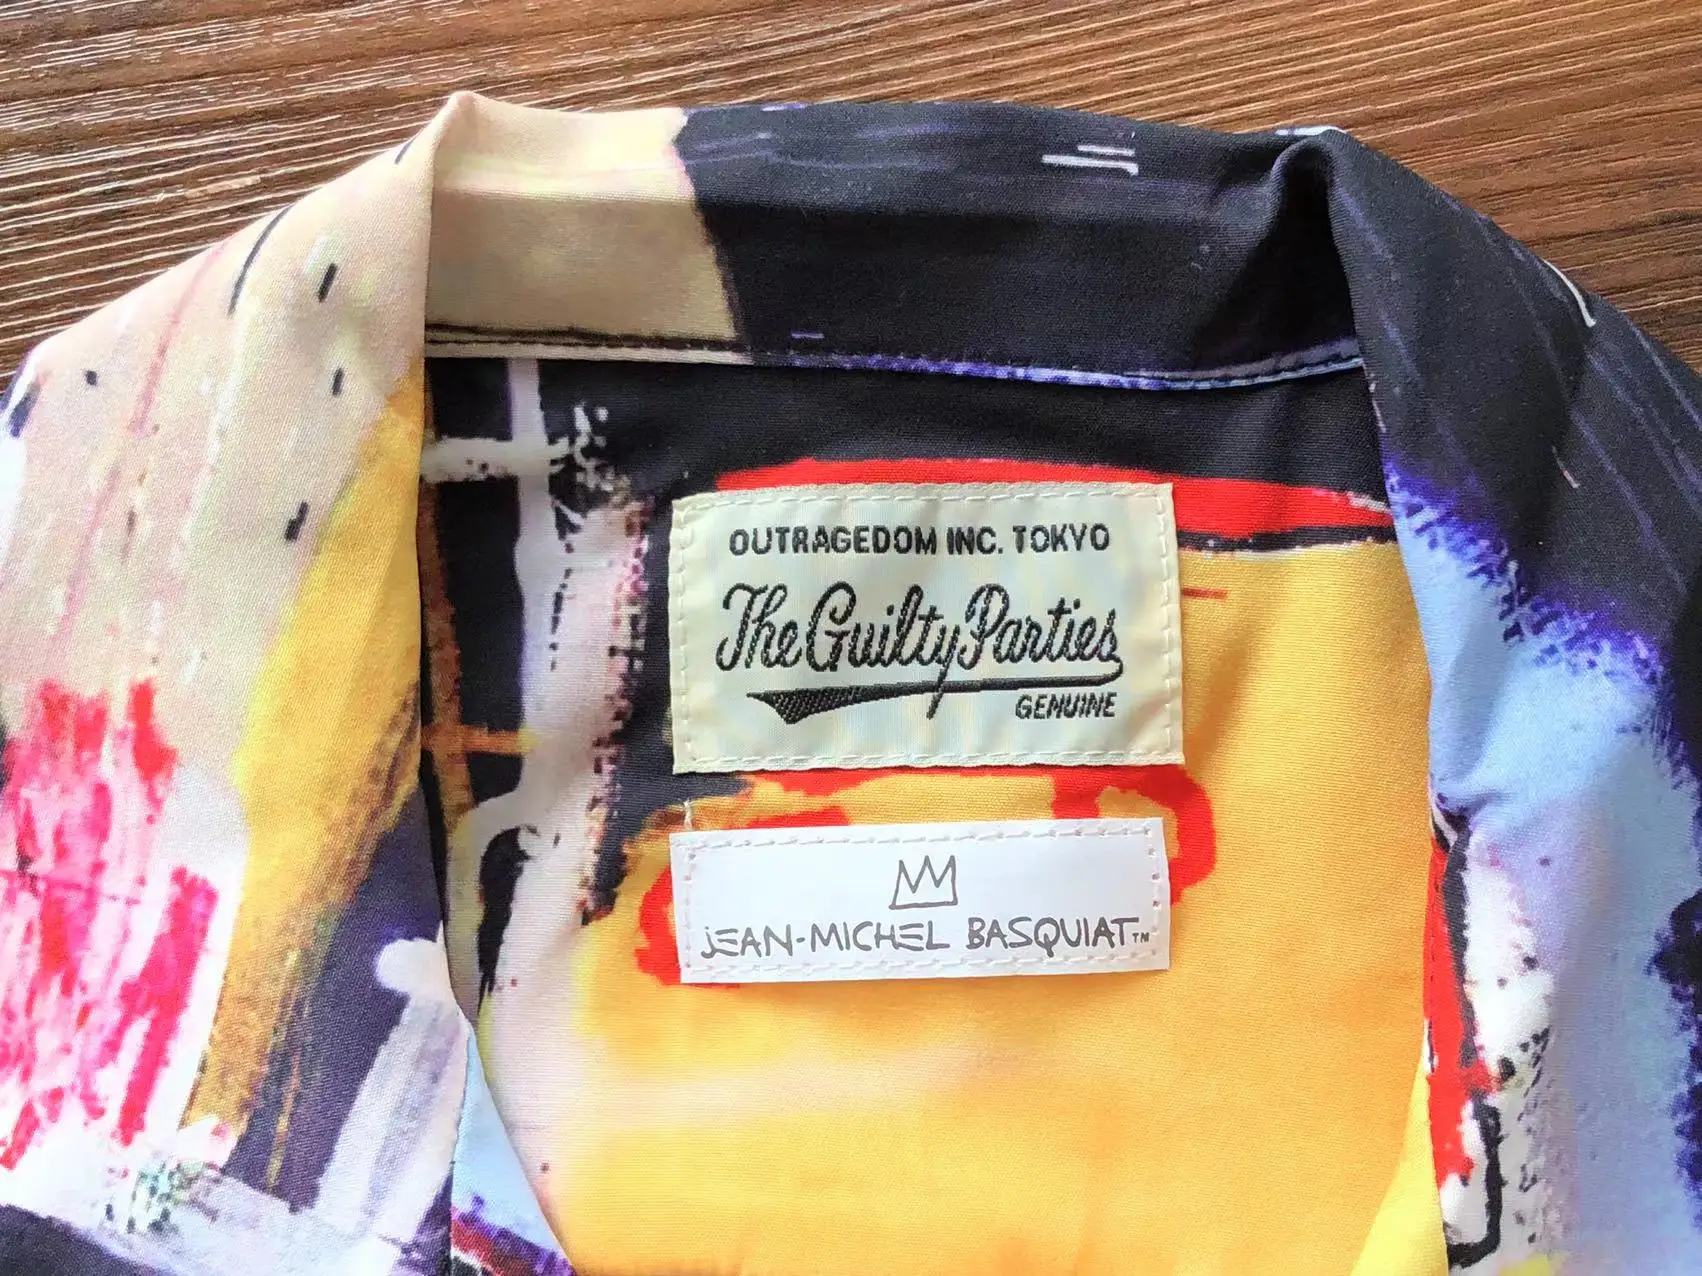 OUTRAGEDOM INC. TOKYO
The Guilty Parties
GENUINE
JEAN-MICHEL BASQUIAT™